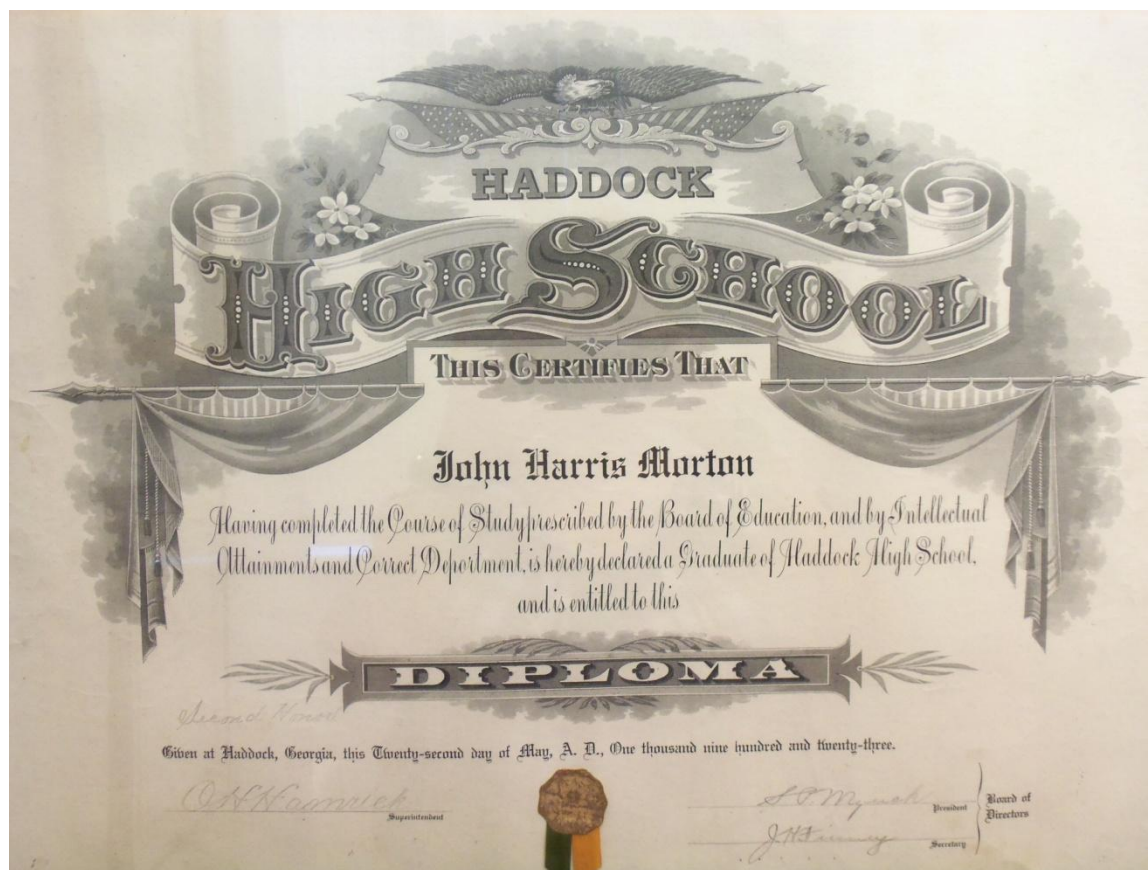 HADDOCK
HIGH SCHOOL
THIS CERTIFIES THAT
John Harris Morton
Having completed the Course of Study prescribed by the Board of Education, and by Intellectual
Attainments and Correct Deportment, is hereby declared a Graduate of Haddock High School,
and is entitled to this
DIPLOMA
Second Honor
Given at Haddock, Georgia, this Twenty-second day of May, A. D., One thousand nine hundred and twenty-three.
O H Hamrick
Superintendent
President
J. H. Finney
Secretary
Board of
Directors